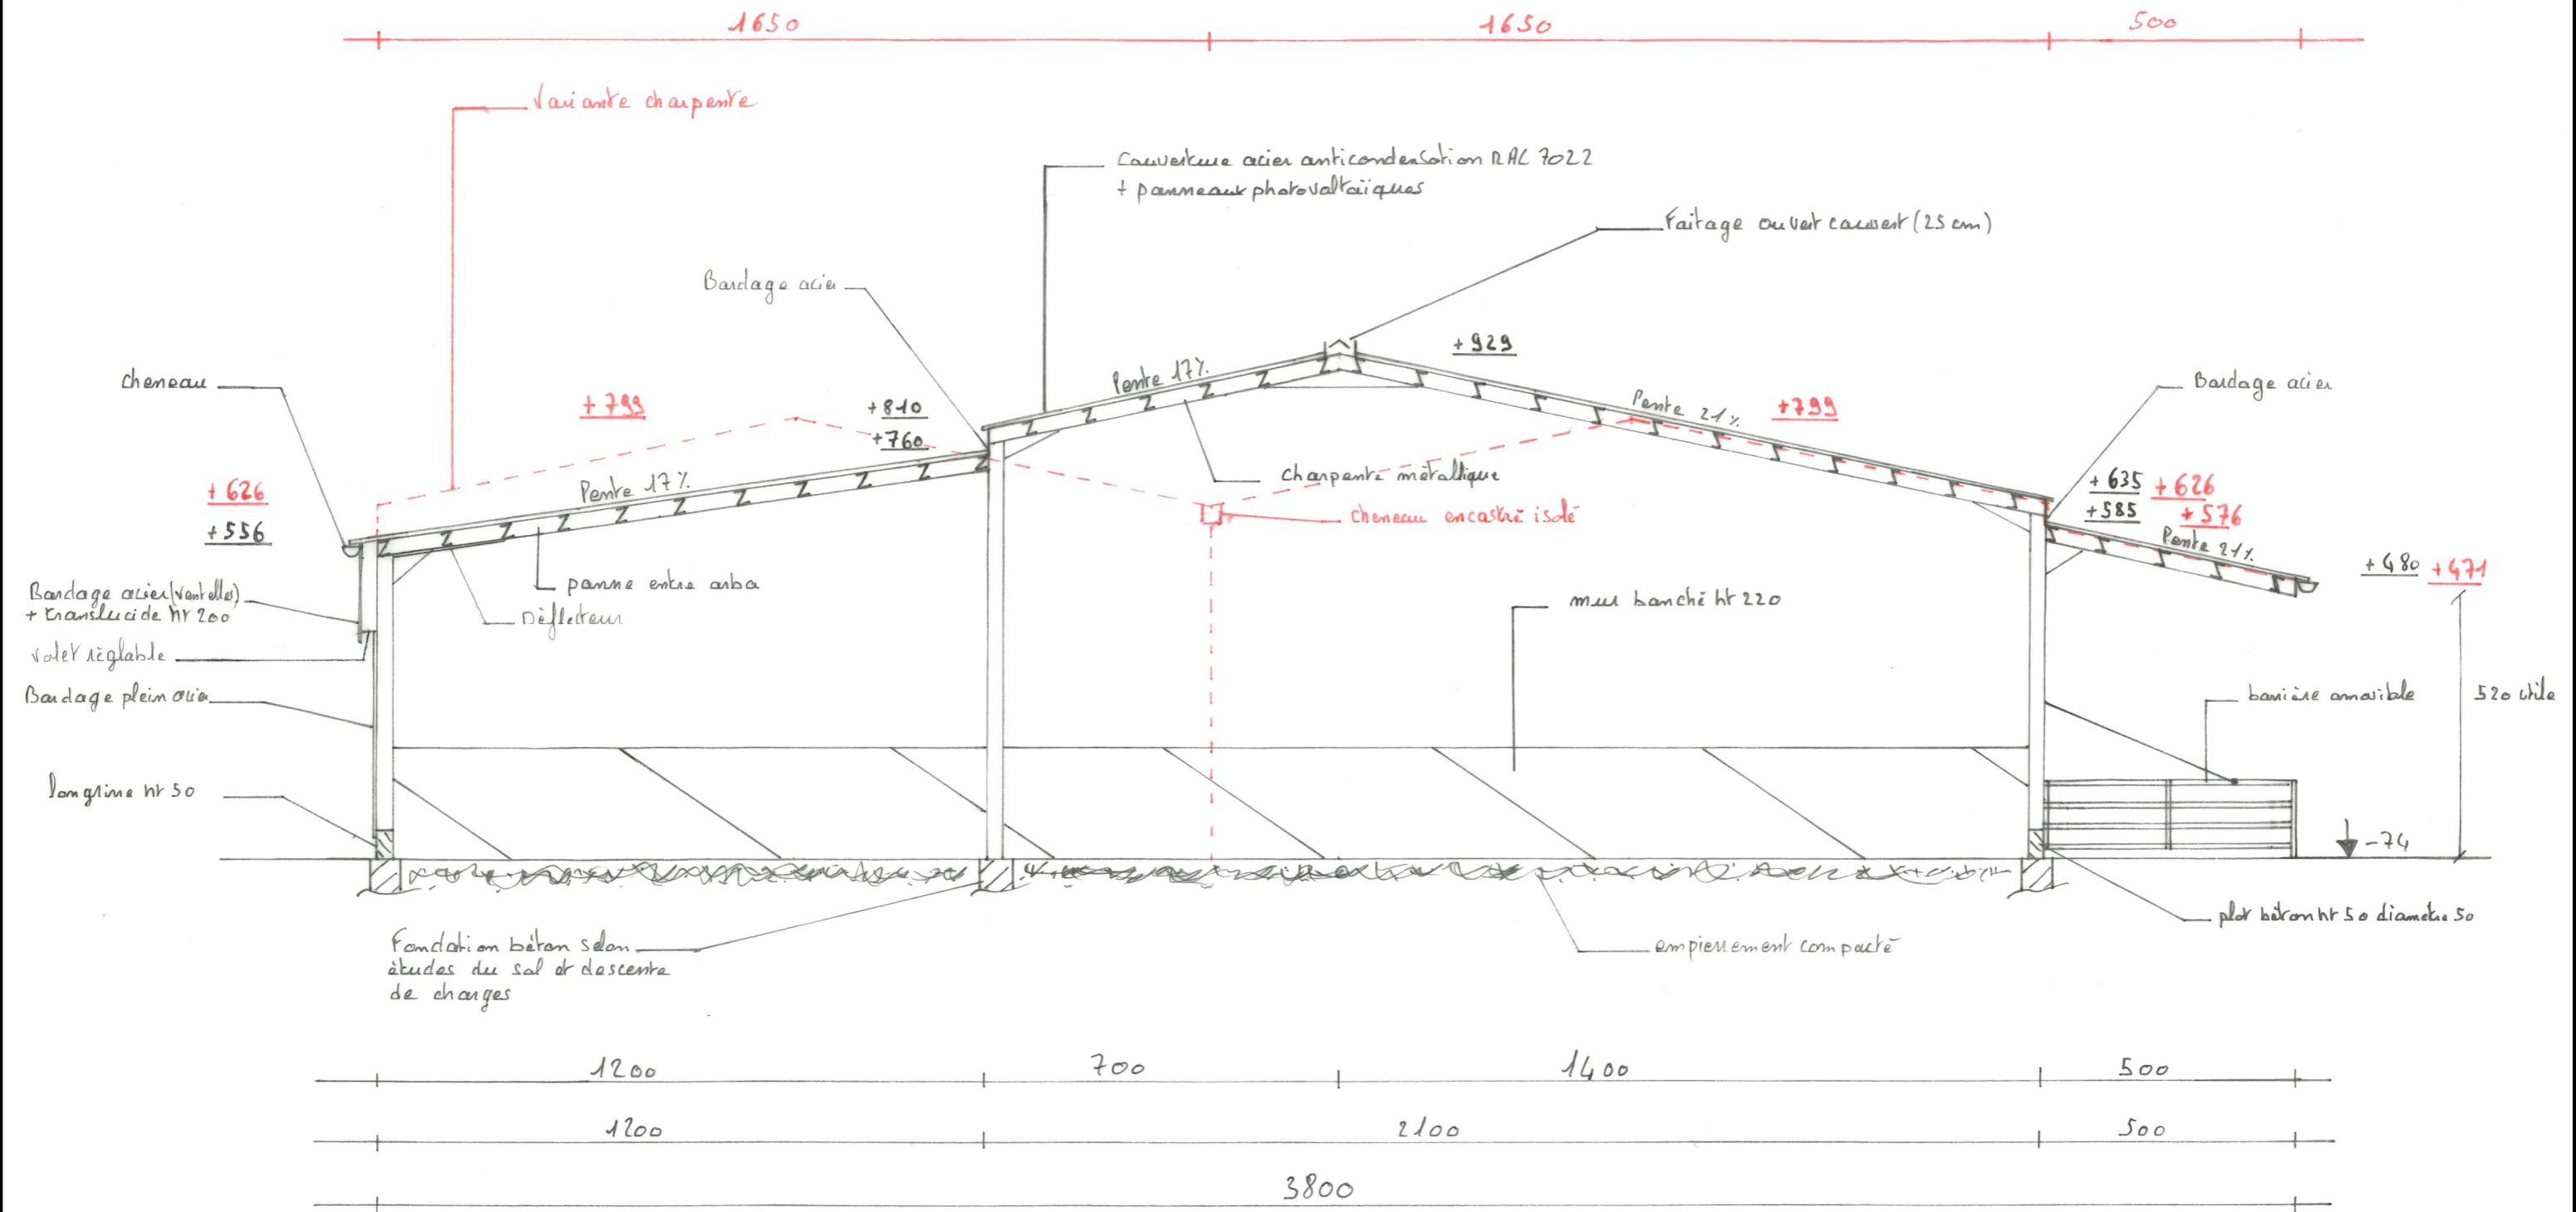 1650
1650
500
Variante charpente
Couverture acier anticondensation RAL 7022
+ panneaux photovoltaïques
Faitage ouvert couvert (25 cm)
Bardage acier
+929
Pente 17%
cheneau
+799
+810
+760
Pente 21%
+799
Bardage acier
+626
+556
Pente 17%
charpente métallique
cheneau encastré isolé
+635 +626
+585 +576
Pente 21%
+480 +471
panne entre arba
Déflecteur
mur banché ht 220
Bardage acier (ventelles)
+ translucide ht 200
volet réglable
Bardage plein acier
barrière amovible
520 utile
longrine ht 50
-74
plot béton ht 50 diametre 50
Fondation béton selon
études du sol et descente
de charges
empierrement compacté
1200
700
1400
500
1200
2100
500
3800